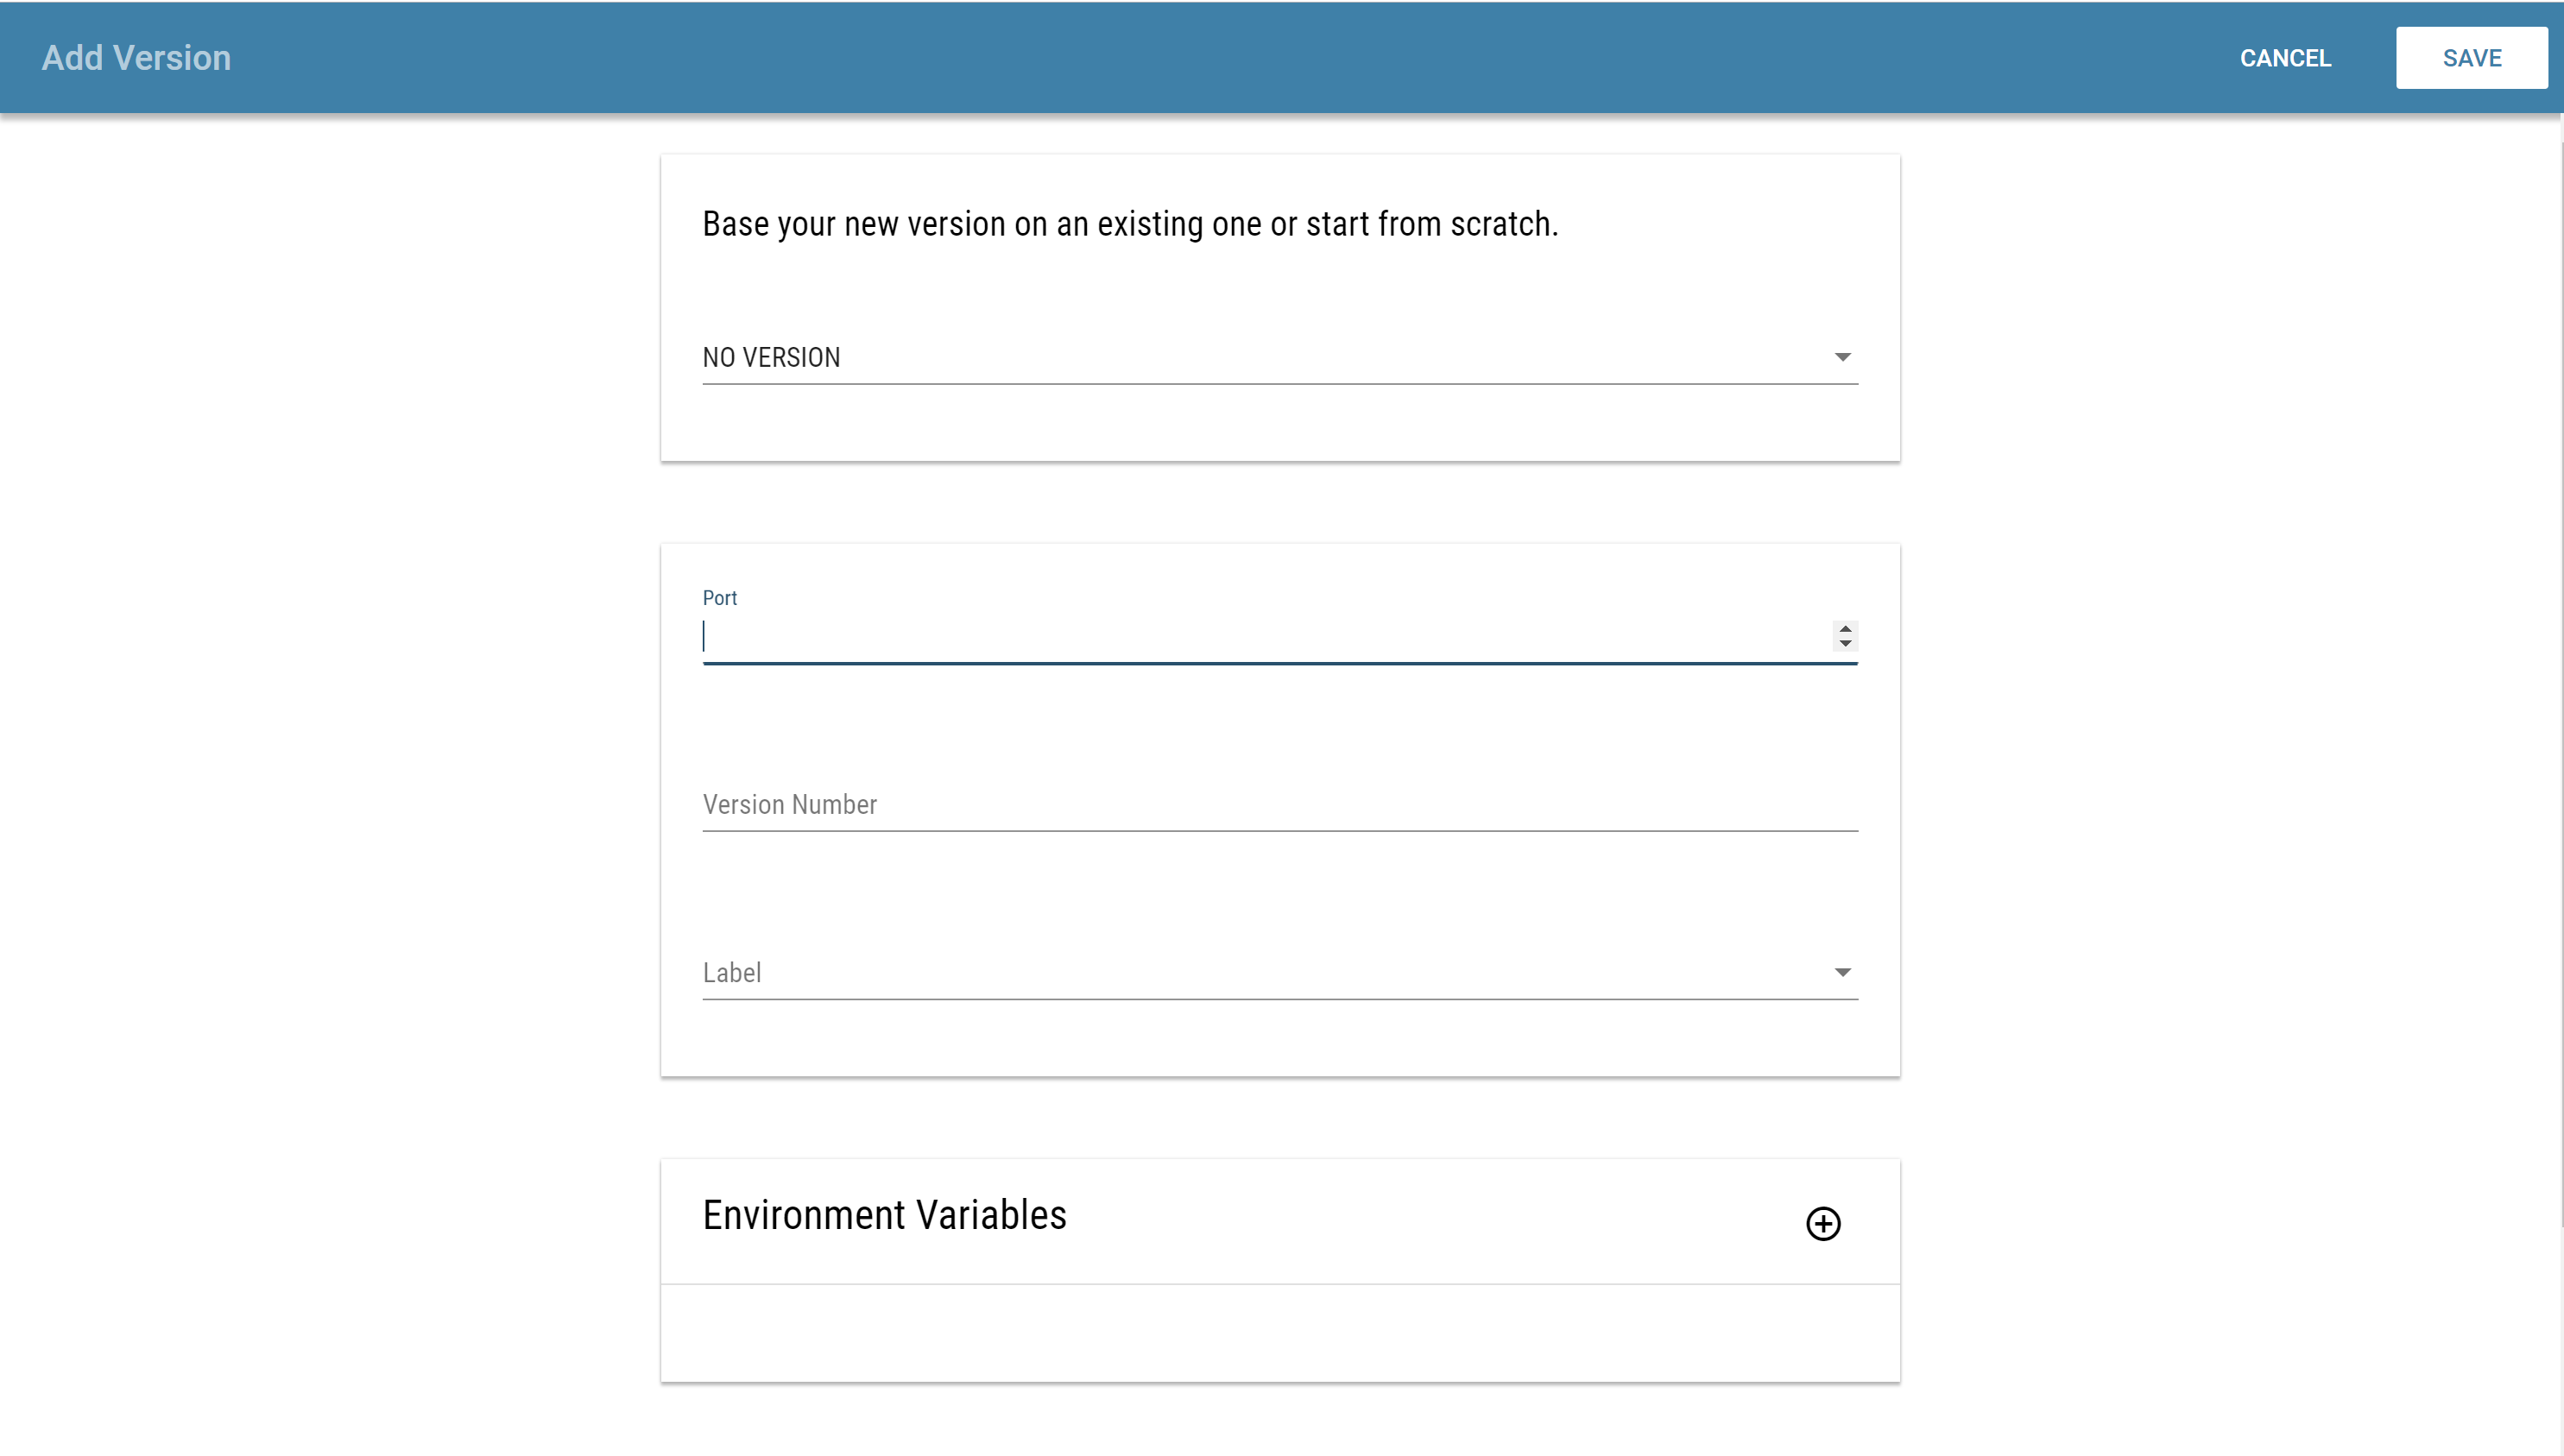 Add Version
CANCEL
SAVE
Base your new version on an existing one or start from scratch.
NO VERSION
Port
Version Number
Label
Environment Variables